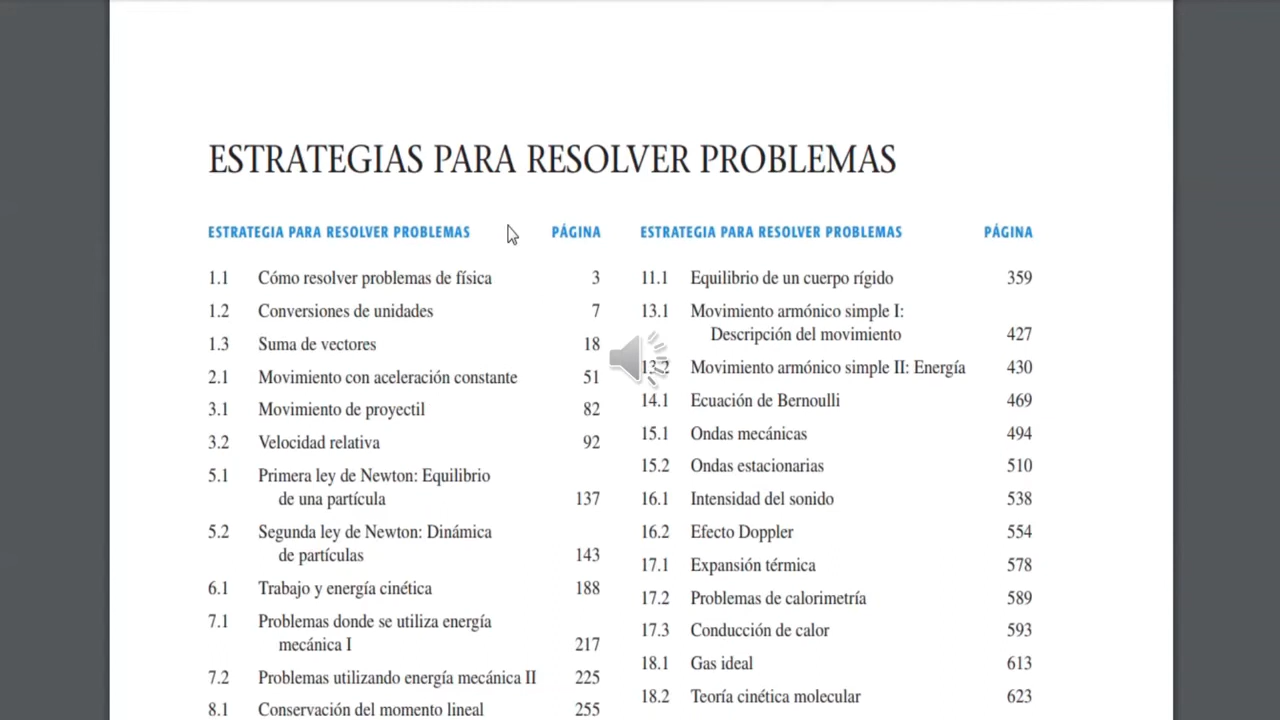 ESTRATEGIAS PARA RESOLVER PROBLEMAS
ESTRATEGIA PARA RESOLVER PROBLEMAS PÁGINA
1.1 Cómo resolver problemas de física 3
1.2 Conversiones de unidades 7
1.3 Suma de vectores 18
2.1 Movimiento con aceleración constante 51
3.1 Movimiento de proyectil 82
3.2 Velocidad relativa 92
5.1 Primera ley de Newton: Equilibrio
de una partícula 137
5.2 Segunda ley de Newton: Dinámica
de partículas 143
6.1 Trabajo y energía cinética 188
7.1 Problemas donde se utiliza energía
mecánica I 217
7.2 Problemas utilizando energía mecánica II 225
8.1 Conservación del momento lineal 255
ESTRATEGIA PARA RESOLVER PROBLEMAS PÁGINA
11.1 Equilibrio de un cuerpo rígido 359
13.1 Movimiento armónico simple I:
Descripción del movimiento 427
13.2 Movimiento armónico simple II: Energía 430
14.1 Ecuación de Bernoulli 469
15.1 Ondas mecánicas 494
15.2 Ondas estacionarias 510
16.1 Intensidad del sonido 538
16.2 Efecto Doppler 554
17.1 Expansión térmica 578
17.2 Problemas de calorimetría 589
17.3 Conducción de calor 593
18.1 Gas ideal 613
18.2 Teoría cinética molecular 623